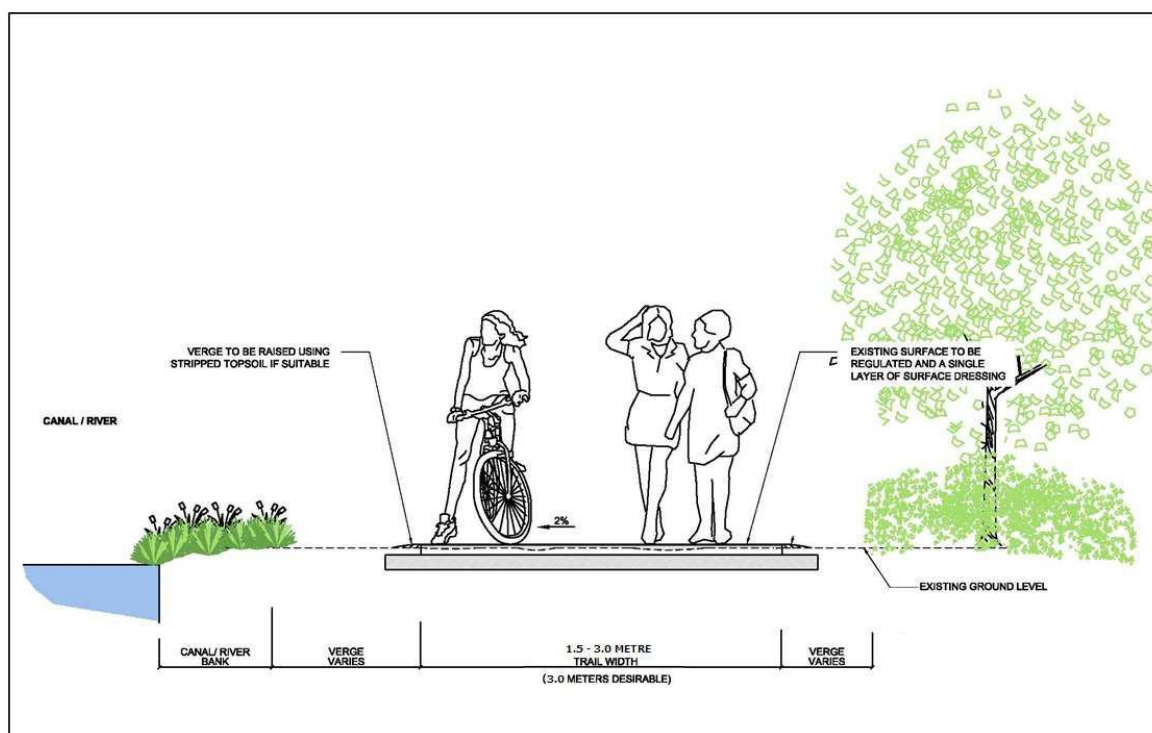 VERGE TO BE RAISED USING
STRIPPED TOPSOIL IF SUITABLE
EXISTING SURFACE TO BE
REGULATED AND A SINGLE
LAYER OF SURFACE DRESSING
CANAL / RIVER
2%
EXISTING GROUND LEVEL
CANAL/ RIVER
BANK
VERGE
VARIES
1.5 - 3.0 METRE
TRAIL WIDTH
(3.0 METERS DESIRABLE)
VERGE
VARIES